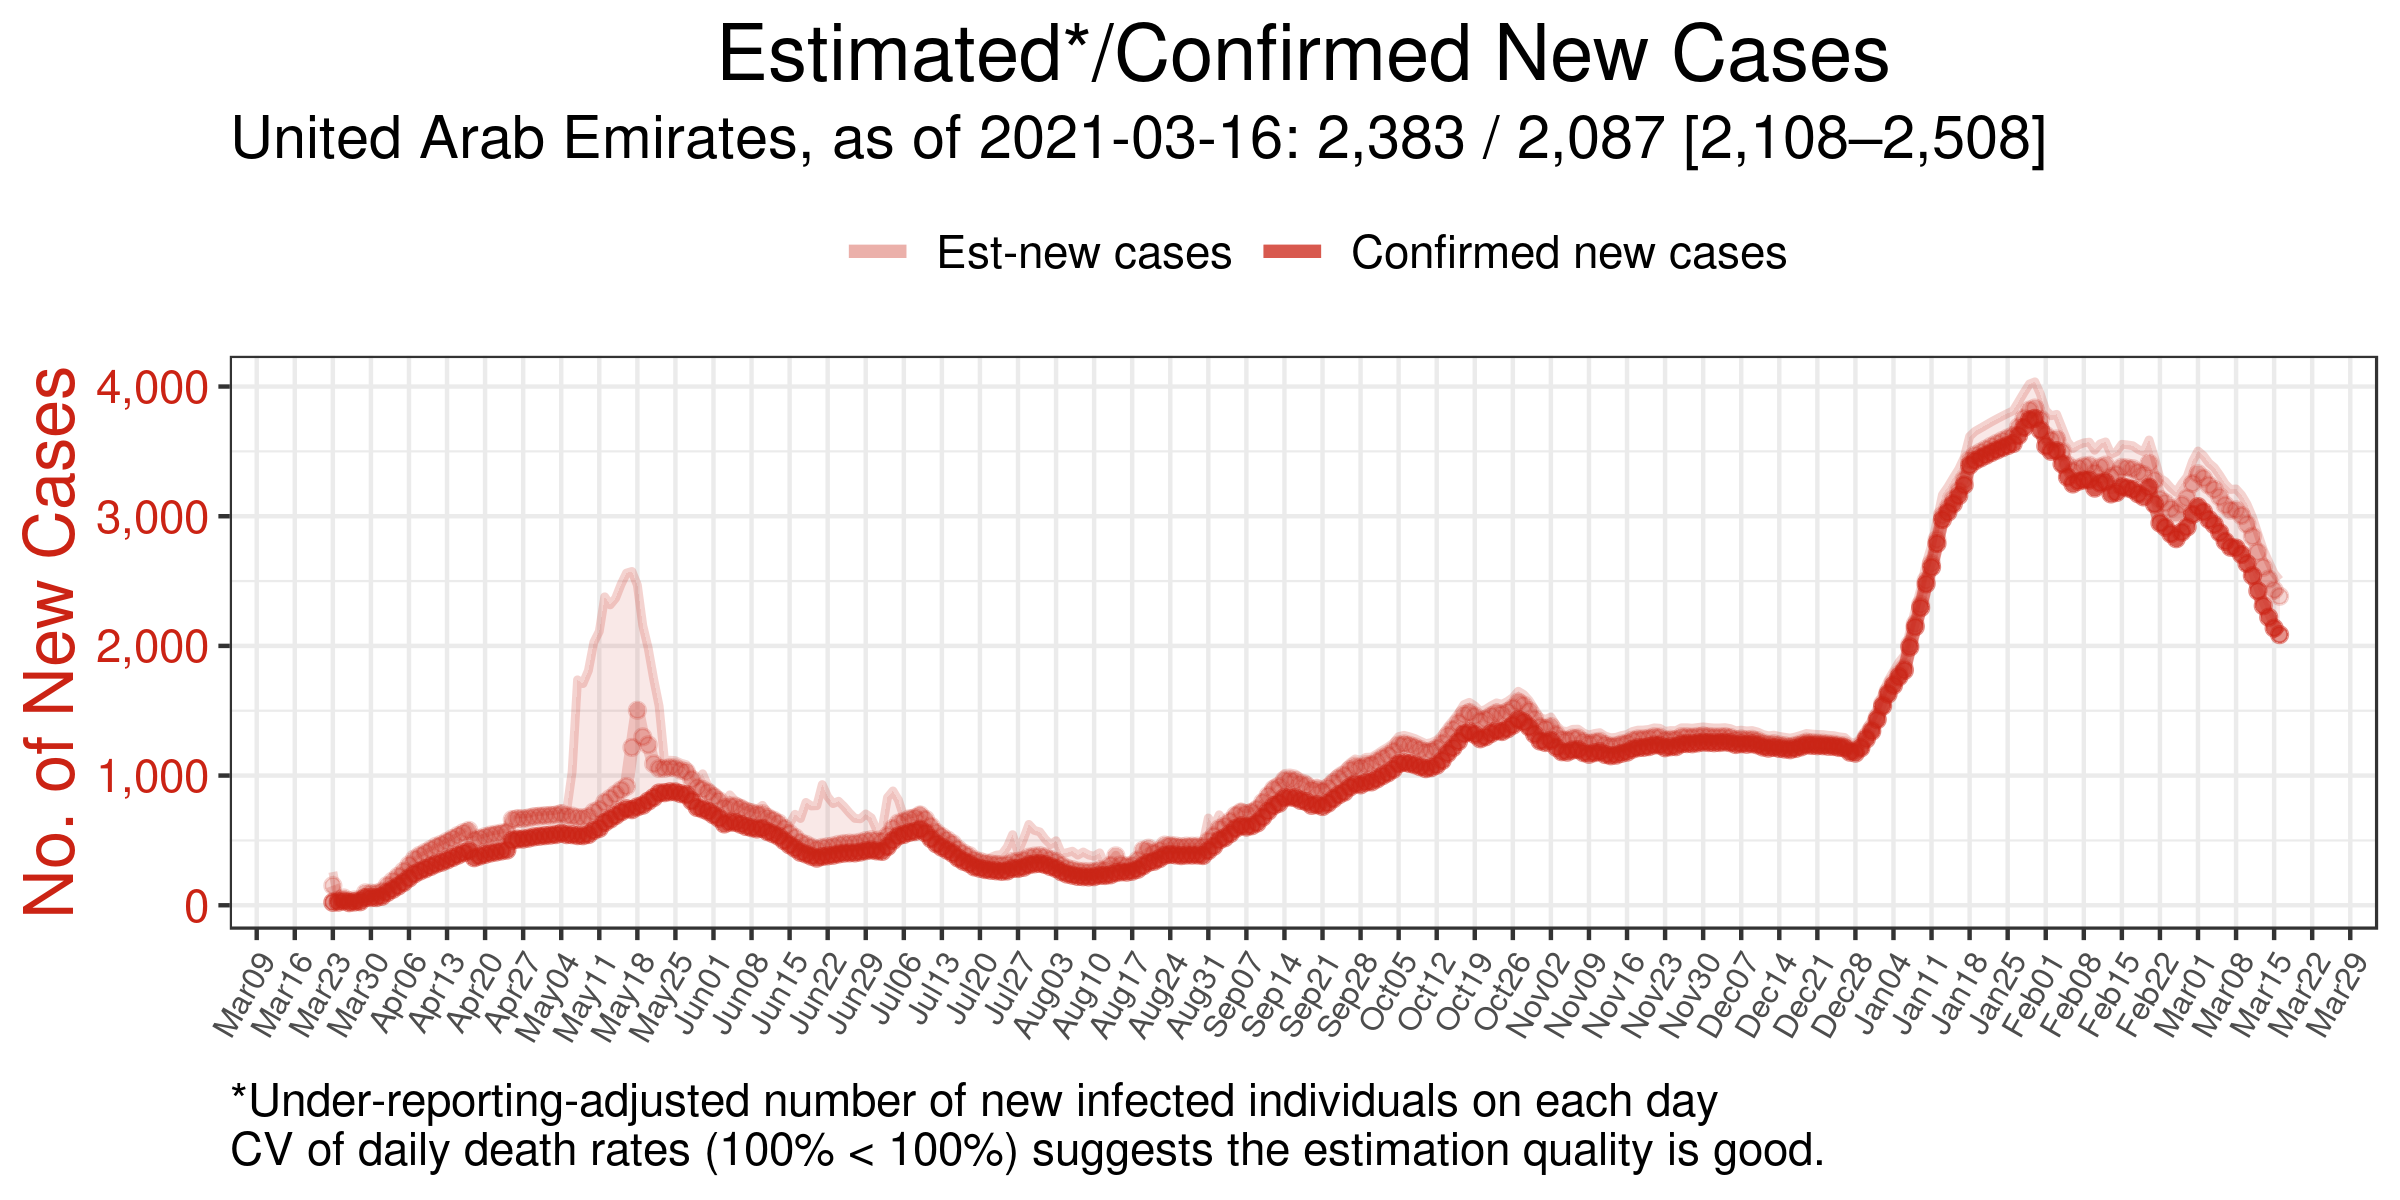 Estimated*/Confirmed New Cases
United Arab Emirates, as of 2021-03-16: 2,383 / 2,087 [2,108–2,508]
Est-new cases Confirmed new cases
No. of New Cases
4,000
3,000
2,000
1,000
0
Mar09 Mar16 Mar23 Mar30 Apr06 Apr13 Apr20 Apr27 May04 May11 May18 May25 Jun01 Jun08 Jun15 Jun22 Jun29 Jul06 Jul13 Jul20 Jul27 Aug03 Aug10 Aug17 Aug24 Aug31 Sep07 Sep14 Sep21 Sep28 Oct05 Oct12 Oct19 Oct26 Nov02 Nov09 Nov16 Nov23 Nov30 Dec07 Dec14 Dec21 Dec28 Jan04 Jan11 Jan18 Jan25 Feb01 Feb08 Feb15 Feb22 Mar01 Mar08 Mar15 Mar22 Mar29
*Under-reporting-adjusted number of new infected individuals on each day
CV of daily death rates (100% < 100%) suggests the estimation quality is good.